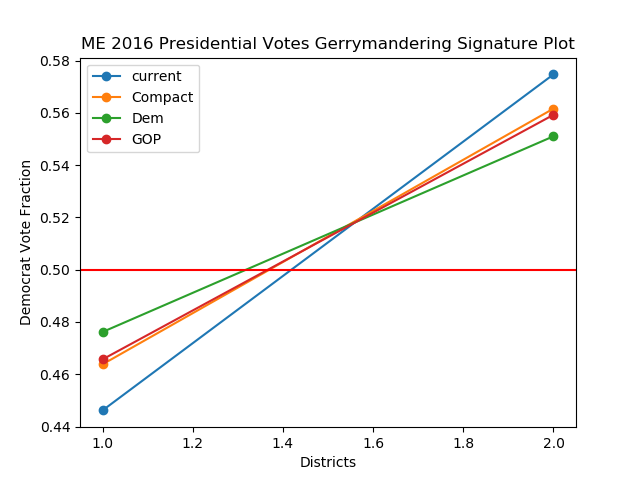 ME 2016 Presidential Votes Gerrymandering Signature Plot
current
Compact
Dem
GOP
Democrat Vote Fraction
0.58
0.56
0.54
0.52
0.50
0.48
0.46
0.44
1.0 1.2 1.4 1.6 1.8 2.0
Districts